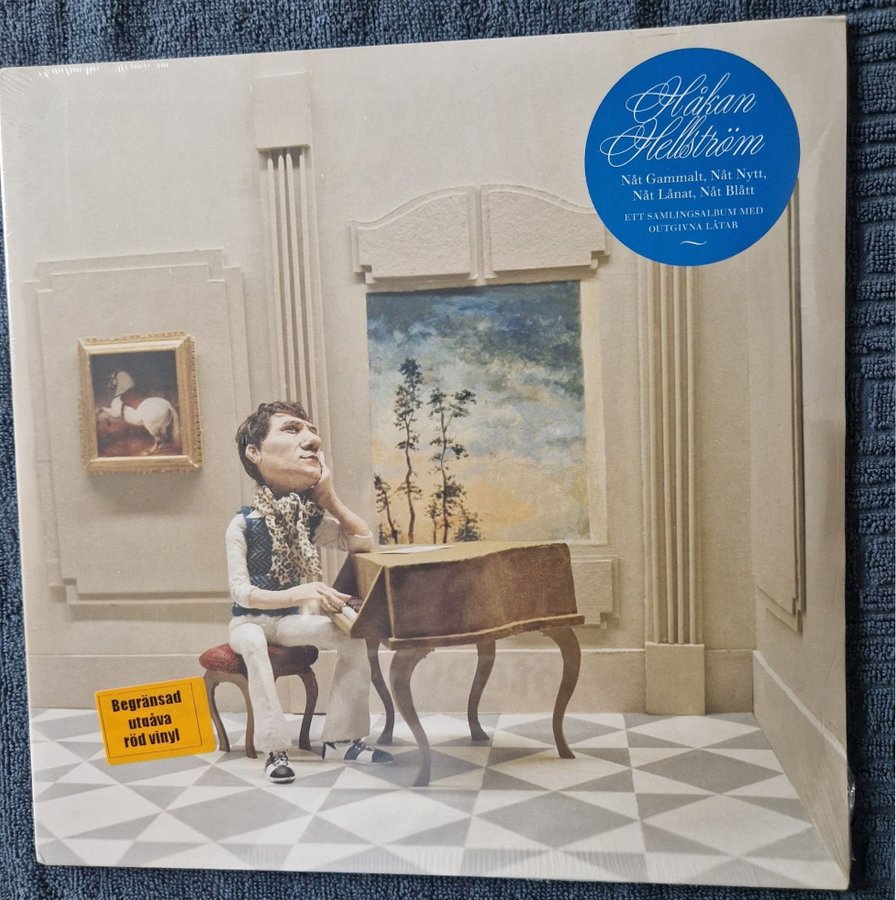 Håkan
Hellström
Nåt Gammalt, Nåt Nytt,
Nåt Lånat, Nåt Blått
ETT SAMLINGSALBUM MED
OUTGIVNA LÅTAR
Begränsad
utgåva
röd vinyl